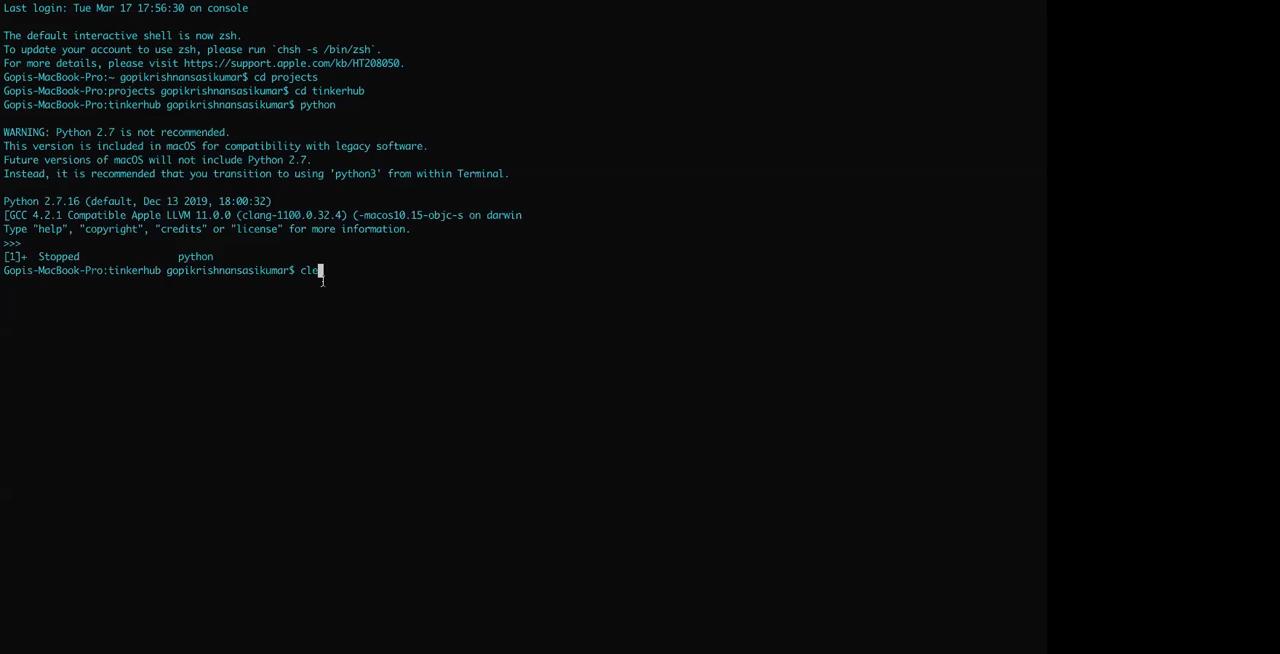 Last login: Tue Mar 17 17:56:30 on console
The default interactive shell is now zsh.
To update your account to use zsh, please run `chsh -s /bin/zsh`.
For more details, please visit https://support.apple.com/kb/HT208050.
Gopis-MacBook-Pro:~ gopikrishnansasikumar$ cd projects
Gopis-MacBook-Pro:projects gopikrishnansasikumar$ cd tinkerhub
Gopis-MacBook-Pro:tinkerhub gopikrishnansasikumar$ python
WARNING: Python 2.7 is not recommended.
This version is included in macOS for compatibility with legacy software.
Future versions of macOS will not include Python 2.7.
Instead, it is recommended that you transition to using 'python3' from within Terminal.
Python 2.7.16 (default, Dec 13 2019, 18:00:32)
[GCC 4.2.1 Compatible Apple LLVM 11.0.0 (clang-1100.0.32.4) (-macos10.15-objc-s on darwin
Type "help", "copyright", "credits" or "license" for more information.
>>>
[1]+  Stopped                 python
Gopis-MacBook-Pro:tinkerhub gopikrishnansasikumar$ cle